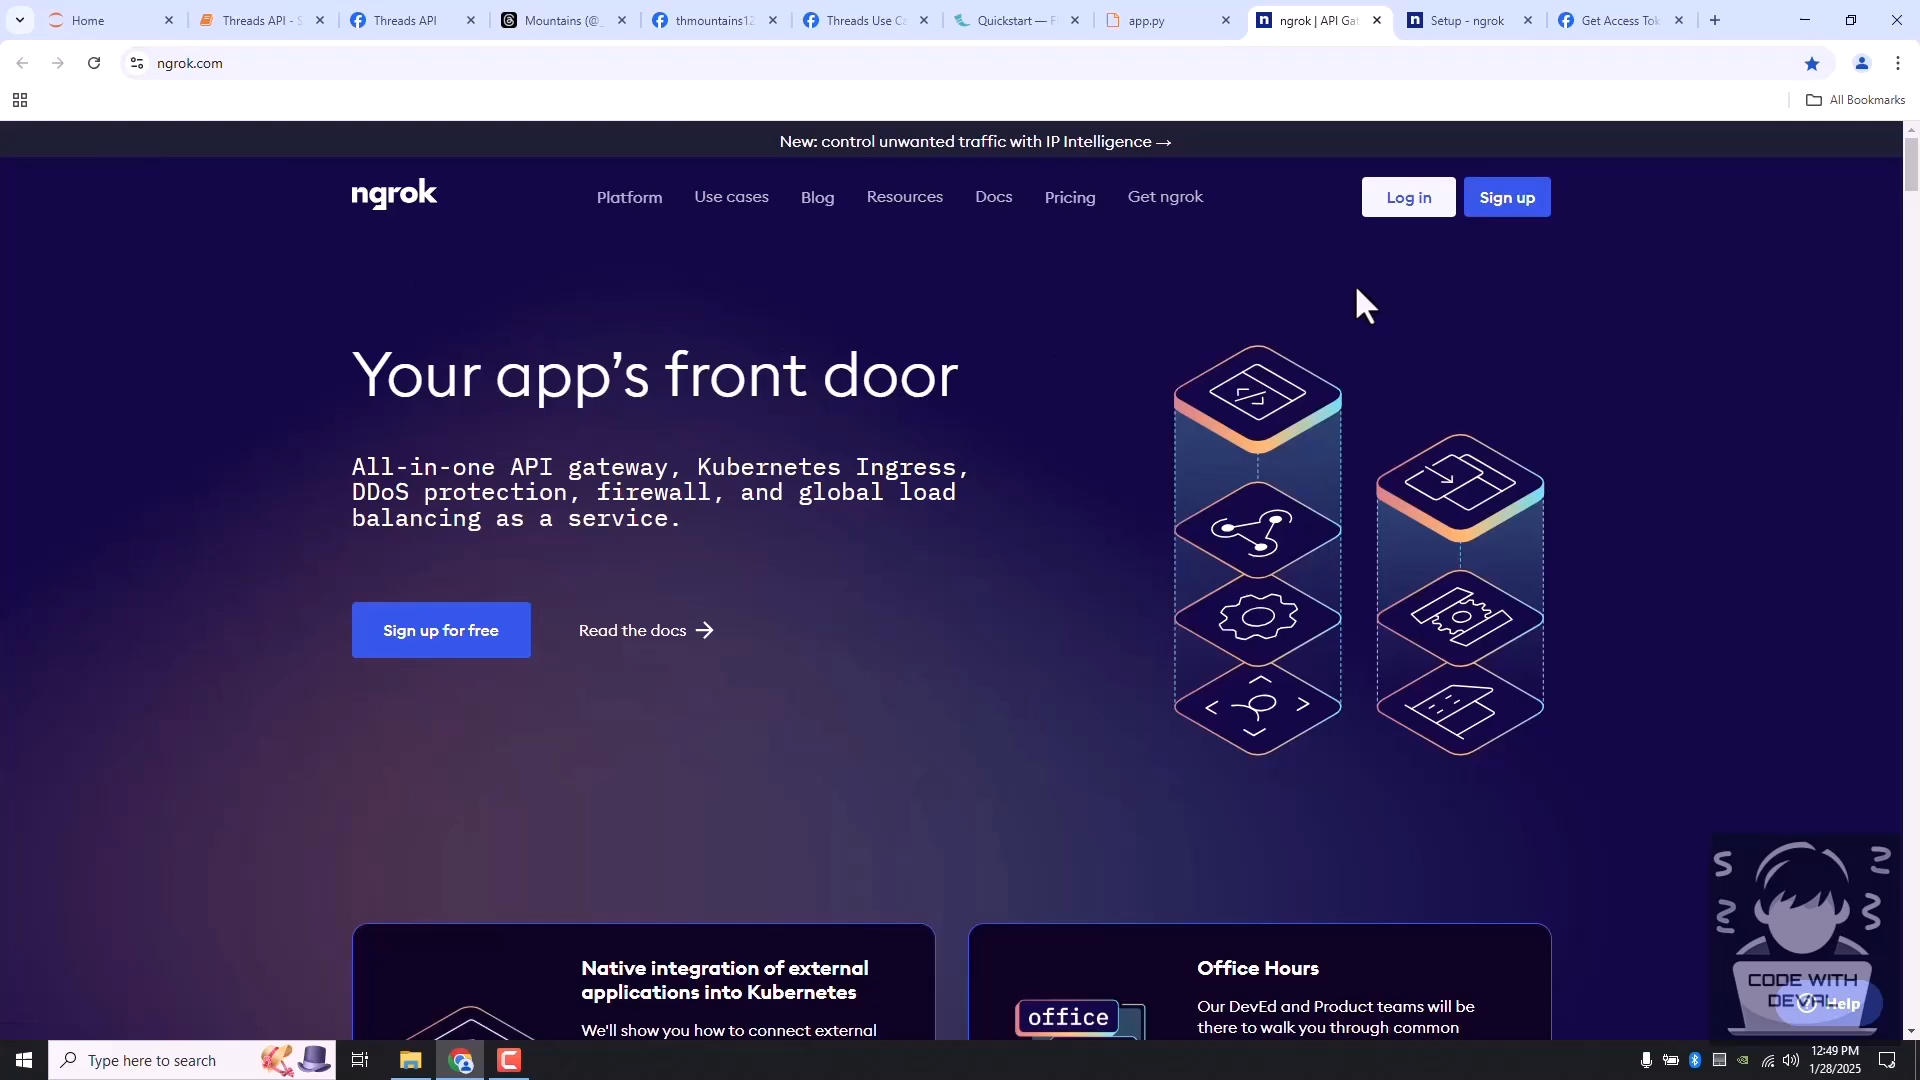 Home
Threads API - S
Threads API
Mountains (@_
thmountains12
Threads Use Ca
Quickstart — Fl
app.py
ngrok | API Gat
Setup - ngrok
Get Access Tok
ngrok.com
All Bookmarks
New: control unwanted traffic with IP Intelligence →
ngrok
Platform
Use cases
Blog
Resources
Docs
Pricing
Get ngrok
Log in
Sign up
Your app’s front door
All-in-one API gateway, Kubernetes Ingress,
DDoS protection, firewall, and global load
balancing as a service.
Sign up for free
Read the docs →
Native integration of external
applications into Kubernetes
We'll show you how to connect external
office
Office Hours
Our DevEd and Product teams will be
there to walk you through common
CODE WITH
Help
Type here to search
12:49 PM
1/28/2025